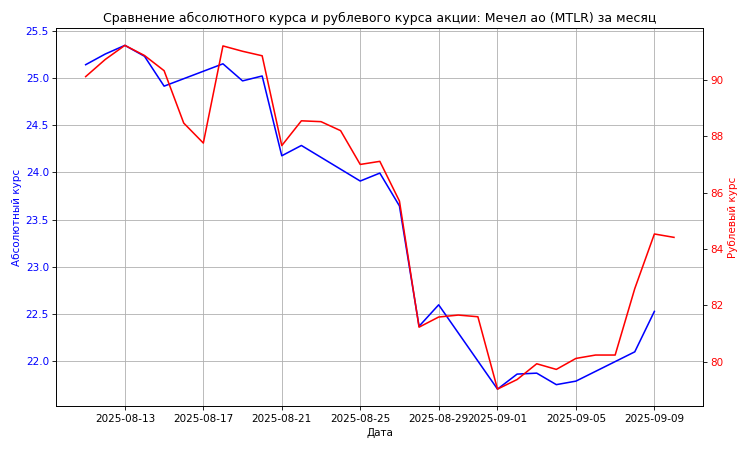 Сравнение абсолютного курса и рублевого курса акции: Мечел ао (MTLR) за месяц
25.5
25.0
24.5
24.0
23.5
23.0
22.5
22.0
Абсолютный курс
90
88
86
84
82
80
Рублевый курс
2025-08-13 2025-08-17 2025-08-21 2025-08-25 2025-08-29 2025-09-01 2025-09-05 2025-09-09
Дата